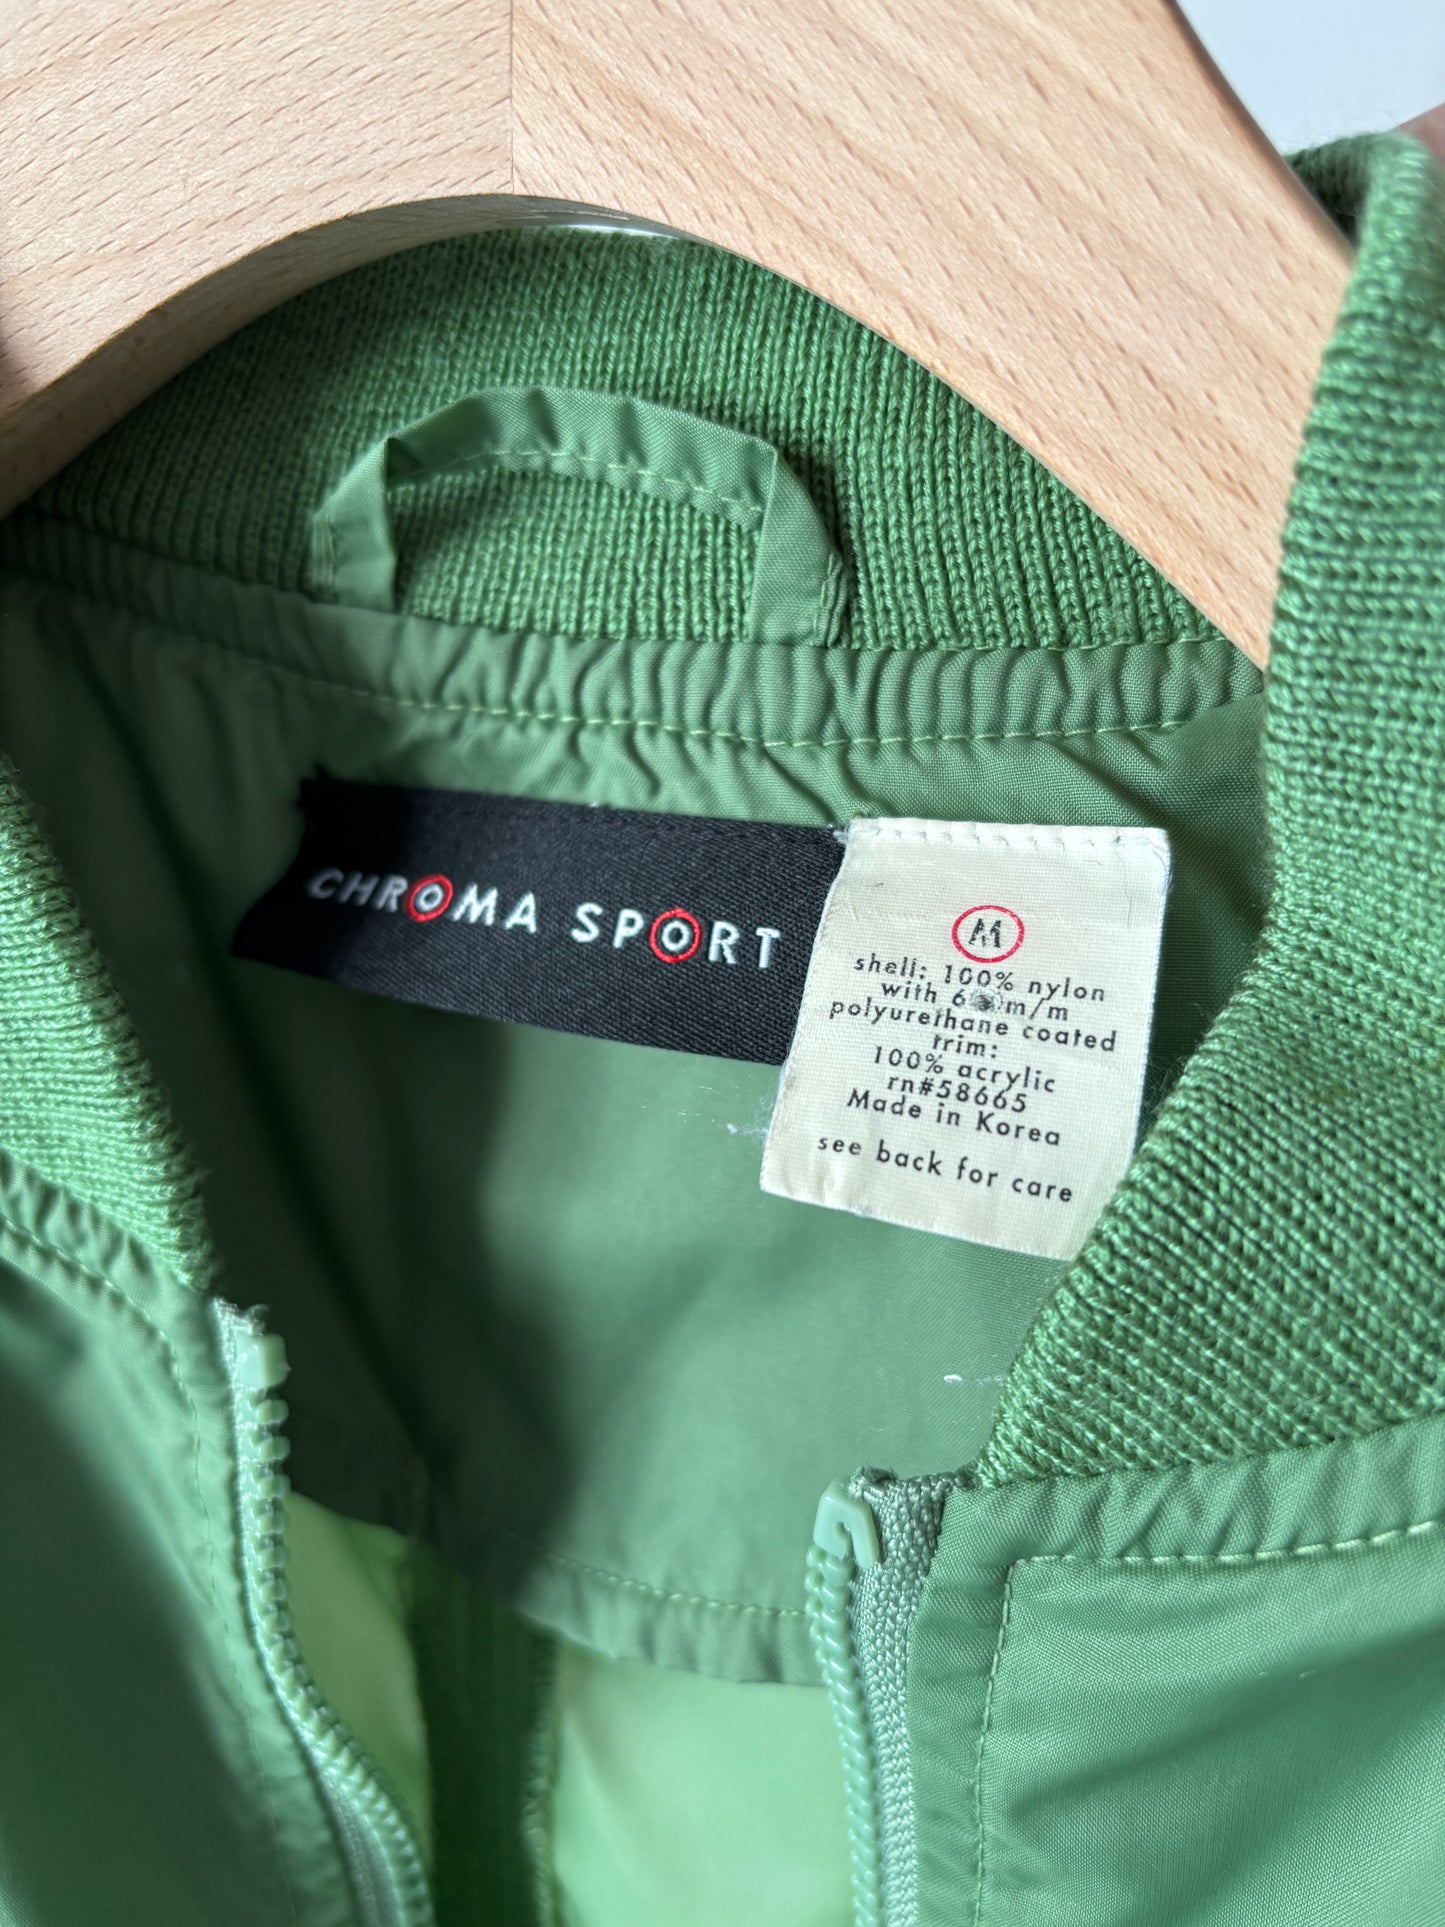 CHROMA SPORT
M
shell: 100% nylon
with m/m
polyurethane coated
trim:
100% acrylic
rn#58665
Made in Korea
see back for care